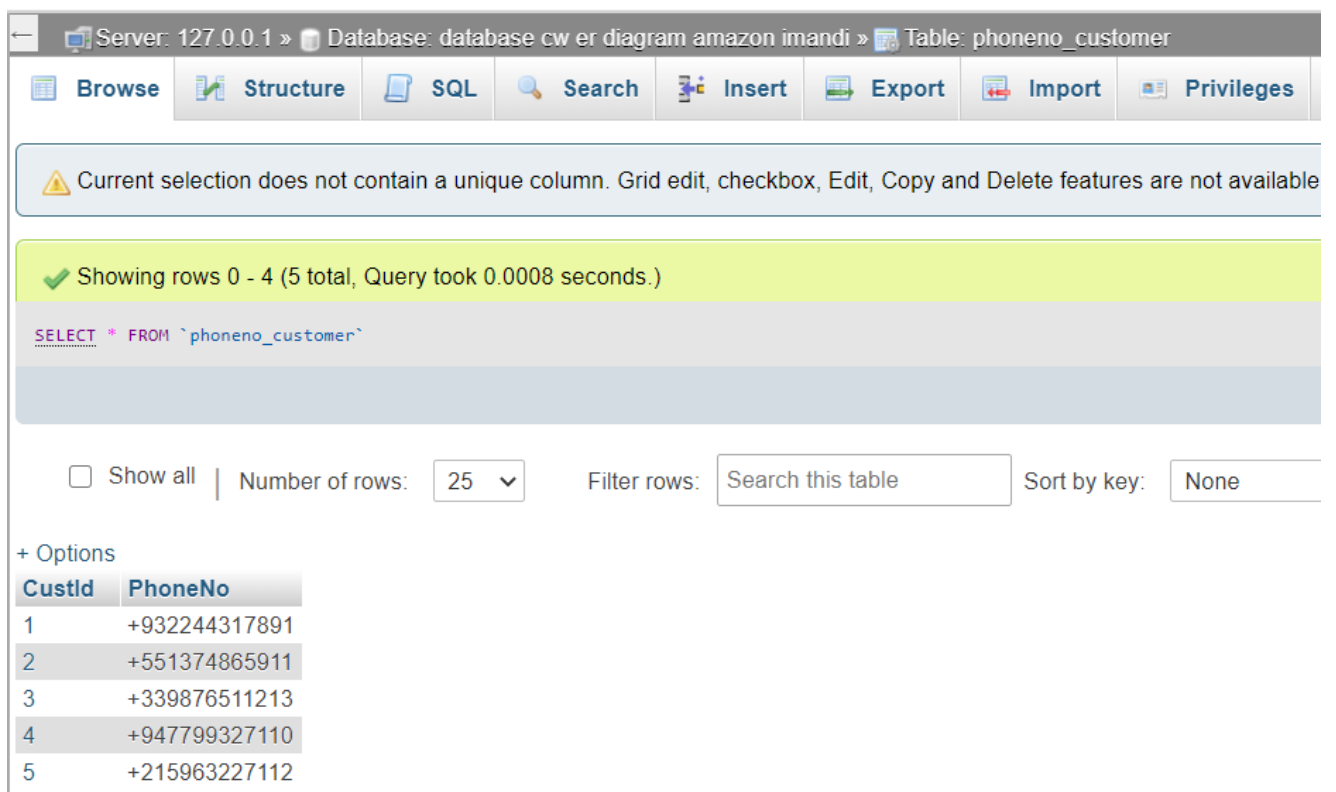 ← Server: 127.0.0.1 » Database: database cw er diagram amazon imandi » Table: phoneno_customer
Browse Structure SQL Search Insert Export Import Privileges
Current selection does not contain a unique column. Grid edit, checkbox, Edit, Copy and Delete features are not available
Showing rows 0 - 4 (5 total, Query took 0.0008 seconds.)
SELECT * FROM `phoneno_customer`
Show all | Number of rows: 25 Filter rows: Search this table Sort by key: None
+ Options
CustId PhoneNo
1 +932244317891
2 +551374865911
3 +339876511213
4 +947799327110
5 +215963227112